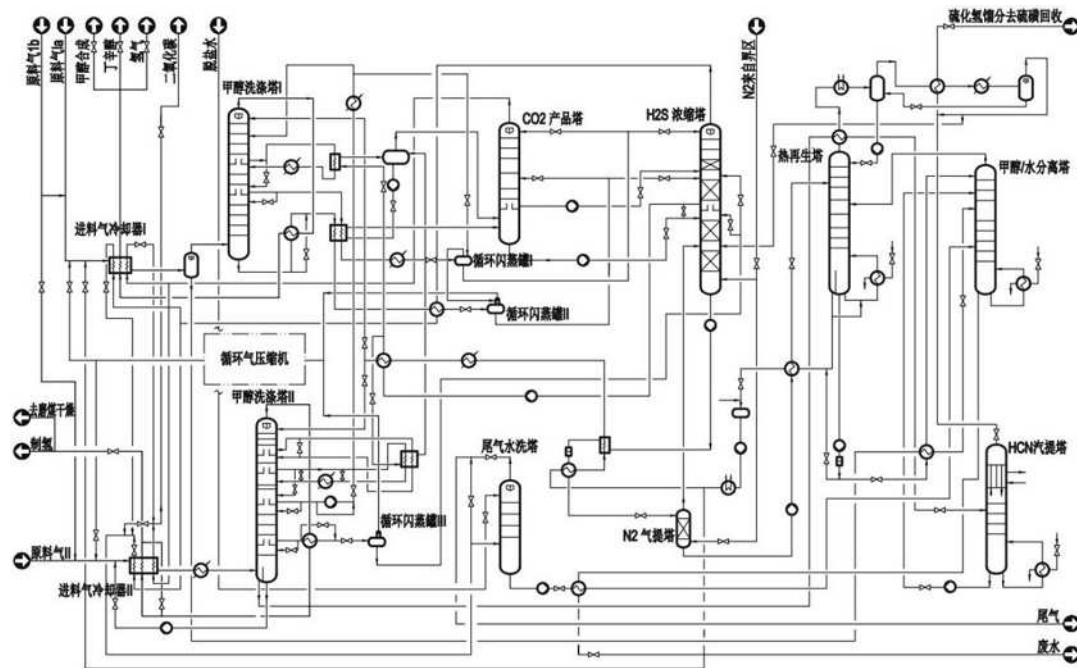 原料气1b
原料气Ia
甲醇合成
丁辛醇
氢气
二氧化碳
脱盐水
N2来自界区
硫化氢馏分去硫磺回收
甲醇洗涤塔I
CO2 产品塔
H2S 浓缩塔
热再生塔
甲醇/水分离塔
进料气冷却器I
循环闪蒸罐I
循环闪蒸罐II
循环气压缩机
甲醇洗涤塔II
去磨煤干燥
制氢
尾气水洗塔
HCN汽提塔
循环闪蒸罐III
N2 气提塔
原料气II
进料气冷却器II
尾气
废水